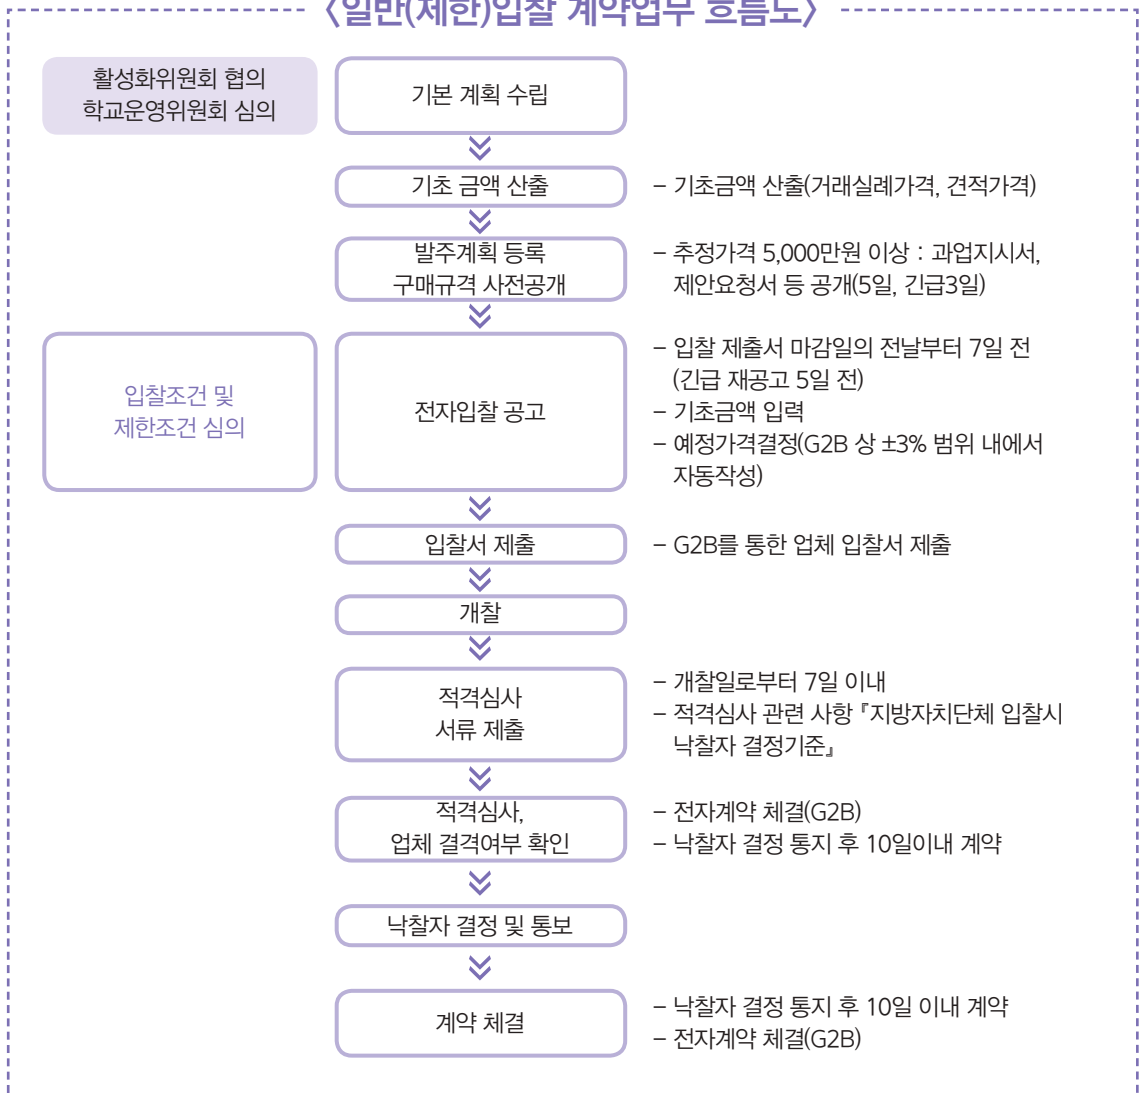 <일반(제한)입찰 계약업무 흐름도>
활성화위원회 협의
학교운영위원회 심의
기본 계획 수립
기초 금액 산출
– 기초금액 산출(거래실례가격, 견적가격)
발주계획 등록
구매규격 사전공개
– 추정가격 5,000만원 이상 : 과업지시서,
제안요청서 등 공개(5일, 긴급3일)
입찰조건 및
제한조건 심의
전자입찰 공고
– 입찰 제출서 마감일의 전날부터 7일 전
(긴급 재공고 5일 전)
– 기초금액 입력
– 예정가격결정(G2B 상 ±3% 범위 내에서
자동작성)
입찰서 제출
– G2B를 통한 업체 입찰서 제출
개찰
적격심사
서류 제출
– 개찰일로부터 7일 이내
– 적격심사 관련 사항 『지방자치단체 입찰시
낙찰자 결정기준』
적격심사,
업체 결격여부 확인
– 전자계약 체결(G2B)
– 낙찰자 결정 통지 후 10일이내 계약
낙찰자 결정 및 통보
계약 체결
– 낙찰자 결정 통지 후 10일 이내 계약
– 전자계약 체결(G2B)